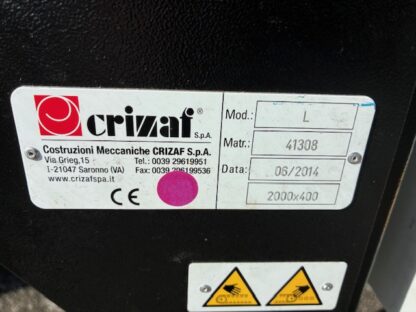 crizaf® S.p.A.
Costruzioni Meccaniche CRIZAF S.p.A.
Via Grieg,15 Tel.: 0039 29619951
I-21047 Saronno (VA) Fax: 0039 296199536
www.crizafspa.it
CE
Mod.: L
Matr.: 41308
Data: 06/2014
2000x400